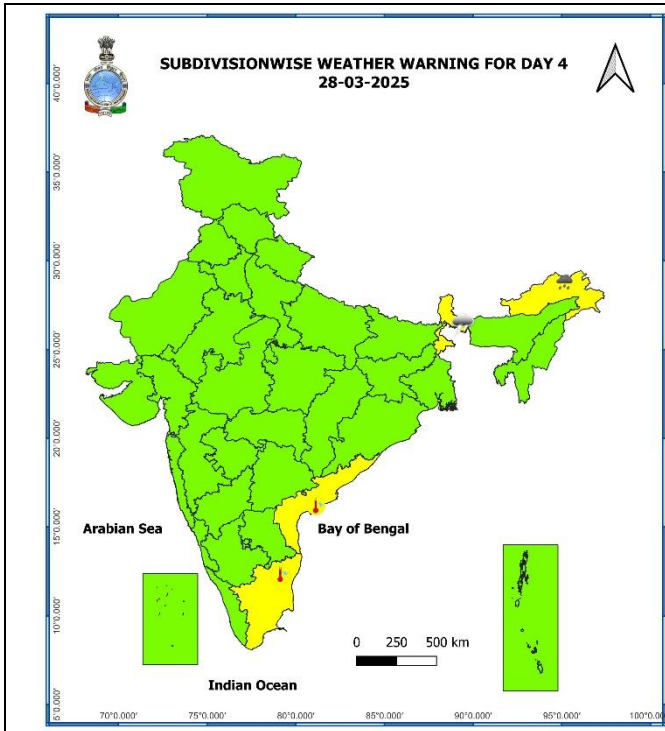 SUBDIVISIONWISE WEATHER WARNING FOR DAY 4
28-03-2025
40°0.000'
35°0.000'
30°0.000'
25°0.000'
20°0.000'
15°0.000'
10°0.000'
5°0.000'
Arabian Sea
Bay of Bengal
0 250 500 km
Indian Ocean
70°0.000' 75°0.000' 80°0.000' 85°0.000' 90°0.000' 95°0.000' 100°0.000'